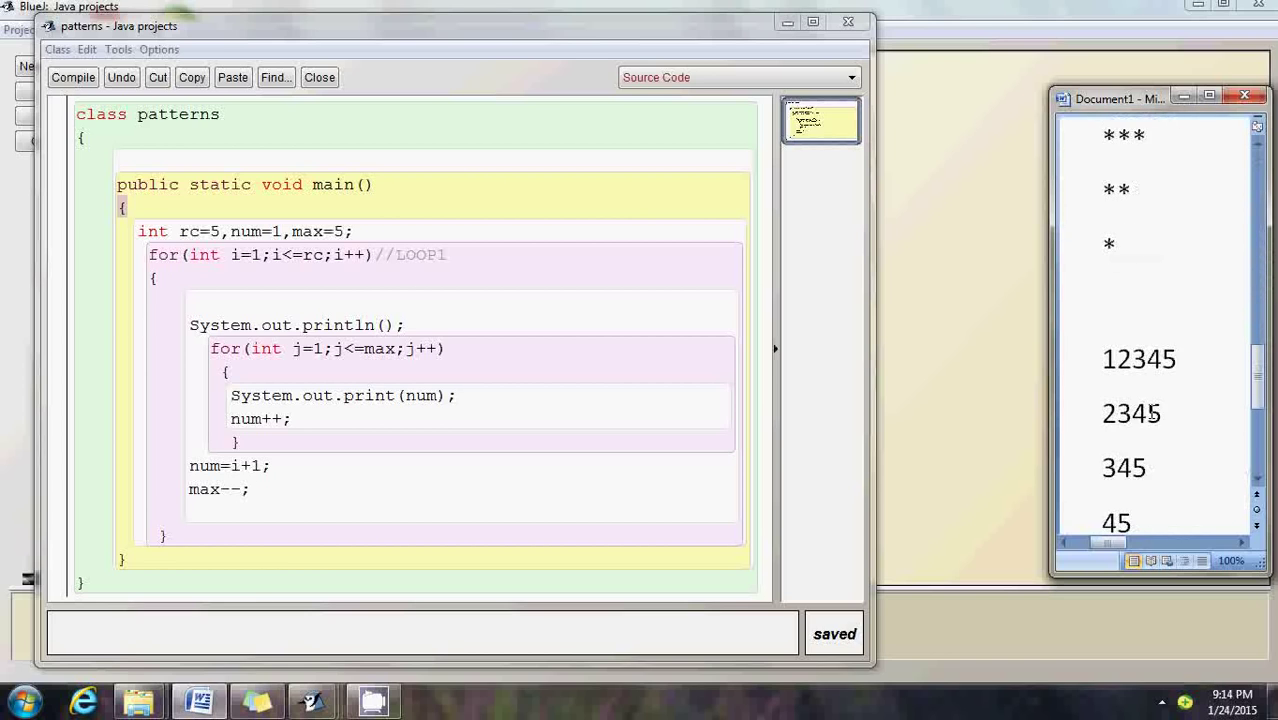 BlueJ: Java projects
patterns - Java projects
Class Edit Tools Options
Compile Undo Cut Copy Paste Find... Close Source Code
class patterns
{
public static void main()
{
int rc=5,num=1,max=5;
for(int i=1;i<=rc;i++)//LOOP1
{
System.out.println();
for(int j=1;j<=max;j++)
{
System.out.print(num);
num++;
}
num=i+1;
max--;
}
}
}
saved
Document1 - Mi...
***
**
*
12345
2345
345
45
100%
9:14 PM
1/24/2015